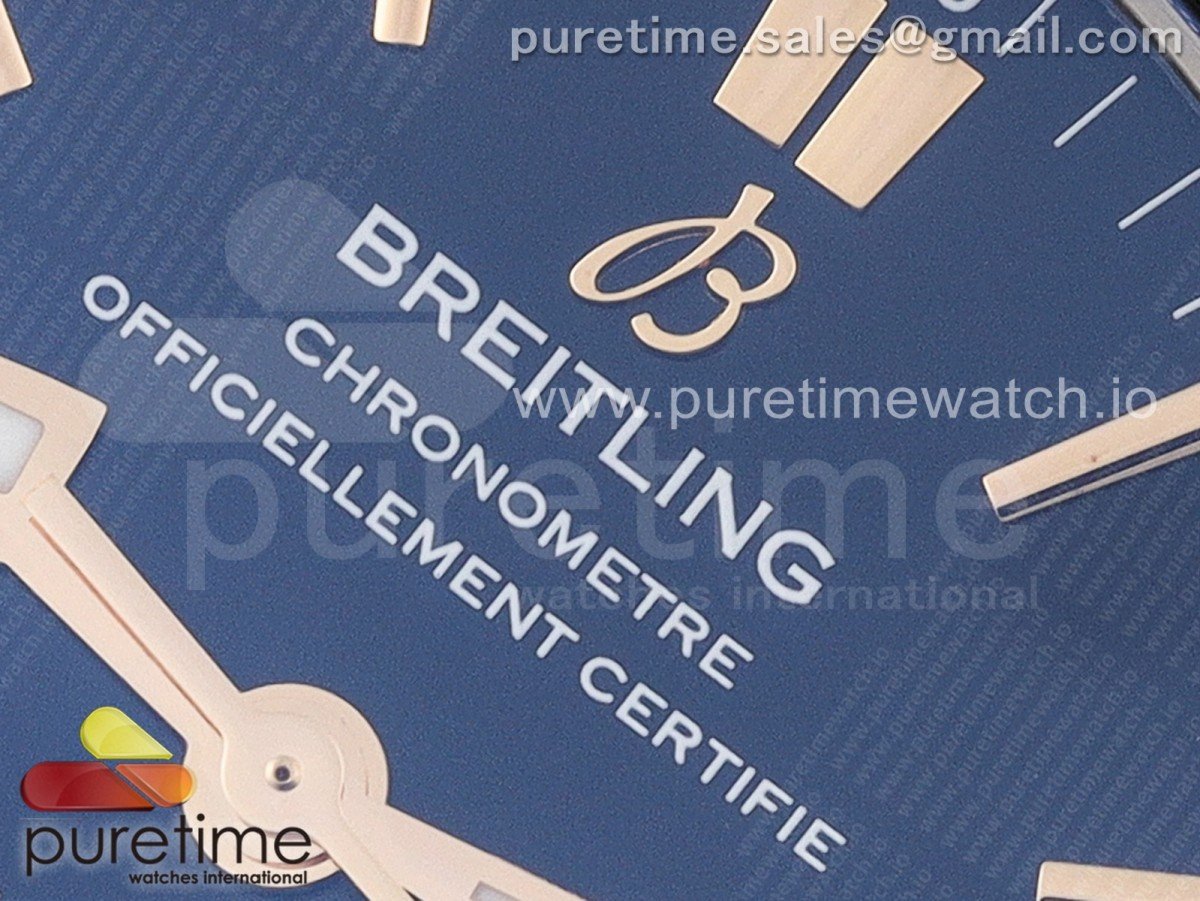 puretime.sales@gmail.com
B
BREITLING
CHRONOMETRE
OFFICIELLEMENT CERTIFIE
www.puretimewatch.io
puretime
watches international
puretime
watches international